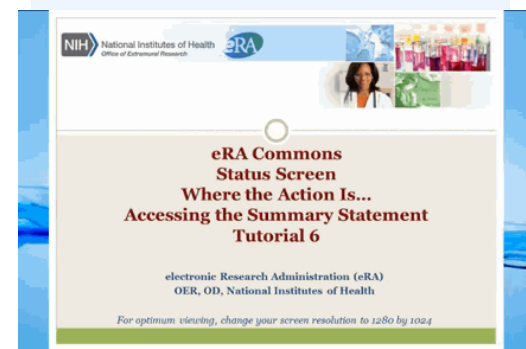 NIH National Institutes of Health
Office of Extramural Research
eRA
eRA Commons
Status Screen
Where the Action Is...
Accessing the Summary Statement
Tutorial 6
electronic Research Administration (eRA)
OER, OD, National Institutes of Health
For optimum viewing, change your screen resolution to 1280 by 1024